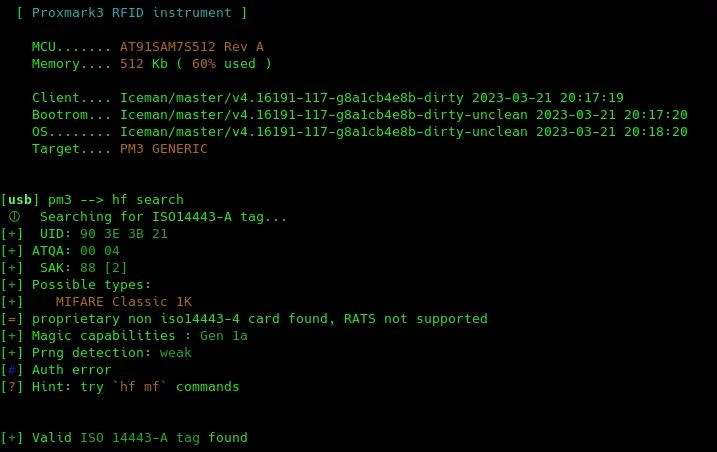 [ Proxmark3 RFID instrument ]
MCU....... AT91SAM7S512 Rev A
Memory.... 512 Kb ( 60% used )
Client.... Iceman/master/v4.16191-117-g8a1cb4e8b-dirty 2023-03-21 20:17:19
Bootrom... Iceman/master/v4.16191-117-g8a1cb4e8b-dirty-unclean 2023-03-21 20:17:20
OS........ Iceman/master/v4.16191-117-g8a1cb4e8b-dirty-unclean 2023-03-21 20:18:20
Target.... PM3 GENERIC
[usb] pm3 --> hf search
Searching for ISO14443-A tag...
[+] UID: 90 3E 3B 21
[+] ATQA: 00 04
[+] SAK: 88 [2]
[+] Possible types:
[+] MIFARE Classic 1K
[=] proprietary non iso14443-4 card found, RATS not supported
[+] Magic capabilities : Gen 1a
[+] Prng detection: weak
[#] Auth error
[?] Hint: try `hf mf` commands
[+] Valid ISO 14443-A tag found